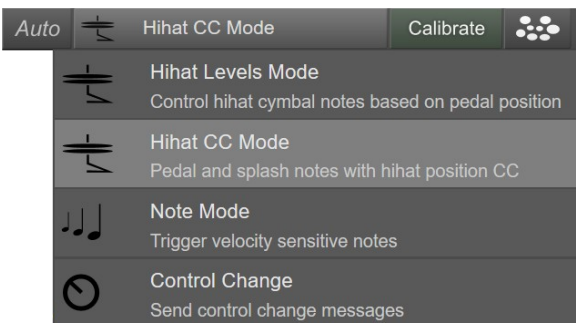 Auto Hihat CC Mode Calibrate
Hihat Levels Mode
Control hihat cymbal notes based on pedal position
Hihat CC Mode
Pedal and splash notes with hihat position CC
Note Mode
Trigger velocity sensitive notes
Control Change
Send control change messages